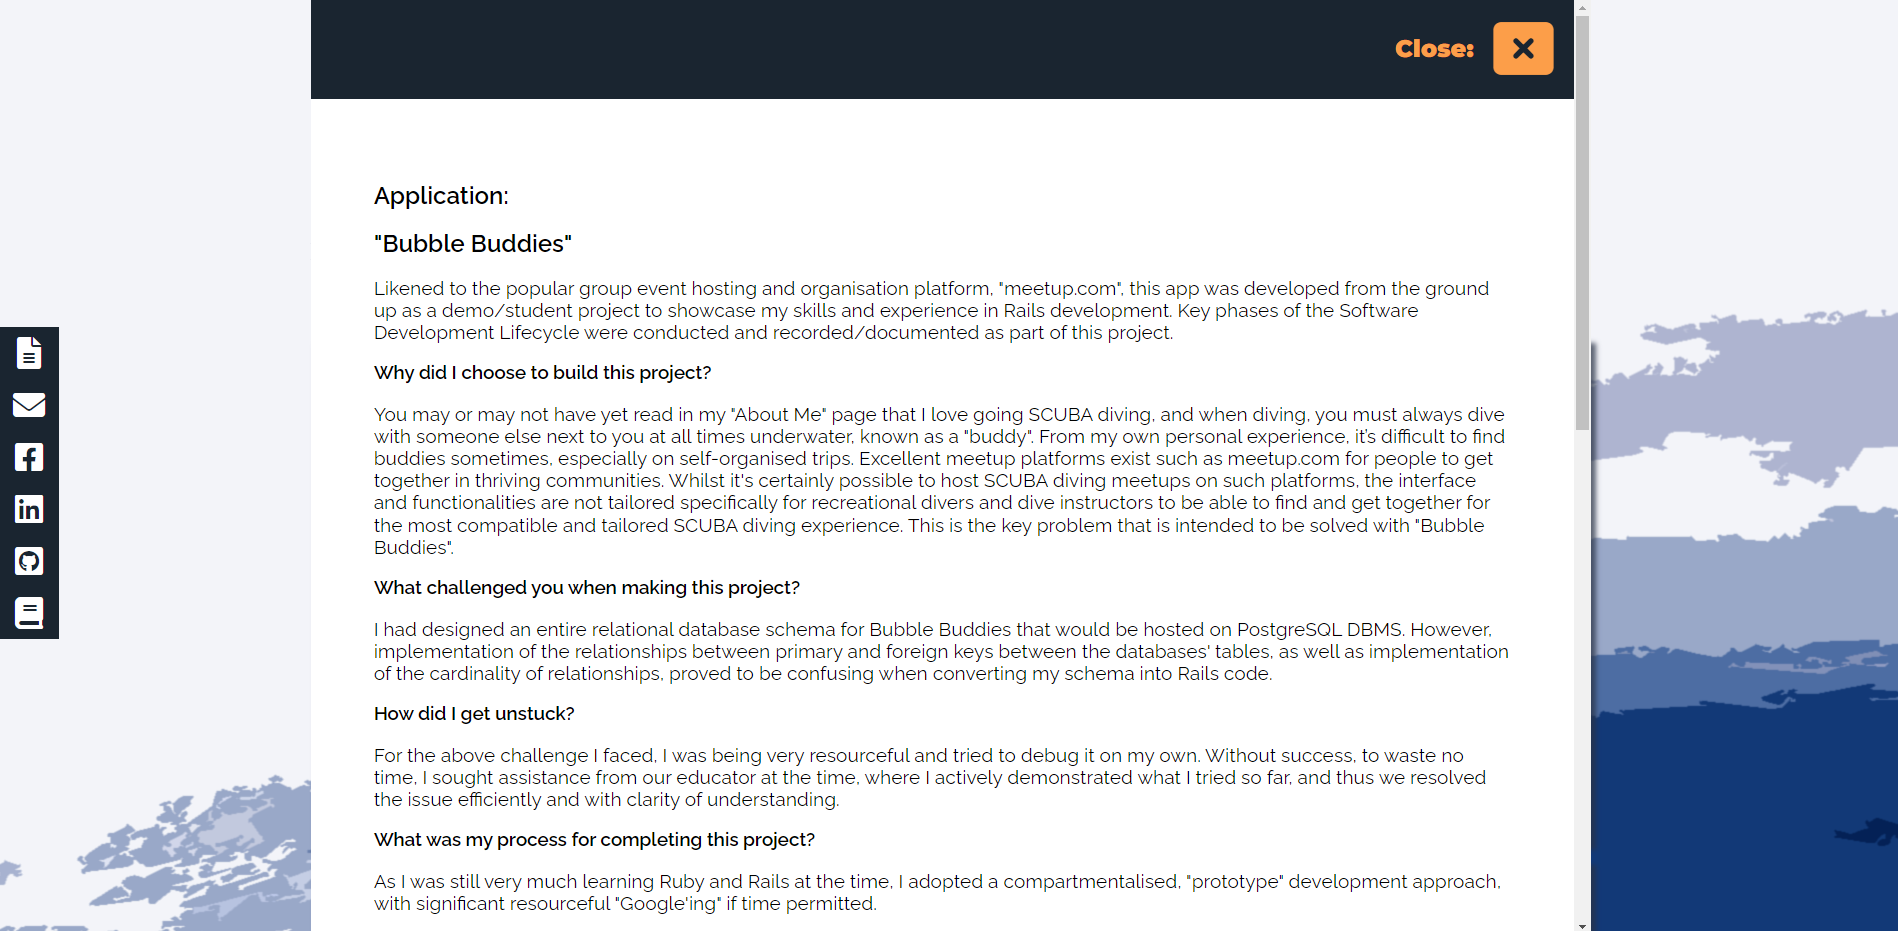 Close:
Application:
"Bubble Buddies"
Likened to the popular group event hosting and organisation platform, "meetup.com", this app was developed from the ground
up as a demo/student project to showcase my skills and experience in Rails development. Key phases of the Software
Development Lifecycle were conducted and recorded/documented as part of this project.
Why did I choose to build this project?
You may or may not have yet read in my "About Me" page that I love going SCUBA diving, and when diving, you must always dive
with someone else next to you at all times underwater, known as a "buddy". From my own personal experience, it's difficult to find
buddies sometimes, especially on self-organised trips. Excellent meetup platforms exist such as meetup.com for people to get
together in thriving communities. Whilst it's certainly possible to host SCUBA diving meetups on such platforms, the interface
and functionalities are not tailored specifically for recreational divers and dive instructors to be able to find and get together for
the most compatible and tailored SCUBA diving experience. This is the key problem that is intended to be solved with "Bubble
Buddies".
What challenged you when making this project?
I had designed an entire relational database schema for Bubble Buddies that would be hosted on PostgreSQL DBMS. However,
implementation of the relationships between primary and foreign keys between the databases' tables, as well as implementation
of the cardinality of relationships, proved to be confusing when converting my schema into Rails code.
How did I get unstuck?
For the above challenge I faced, I was being very resourceful and tried to debug it on my own. Without success, to waste no
time, I sought assistance from our educator at the time, where I actively demonstrated what I tried so far, and thus we resolved
the issue efficiently and with clarity of understanding.
What was my process for completing this project?
As I was still very much learning Ruby and Rails at the time, I adopted a compartmentalised, "prototype" development approach,
with significant resourceful "Google'ing" if time permitted.